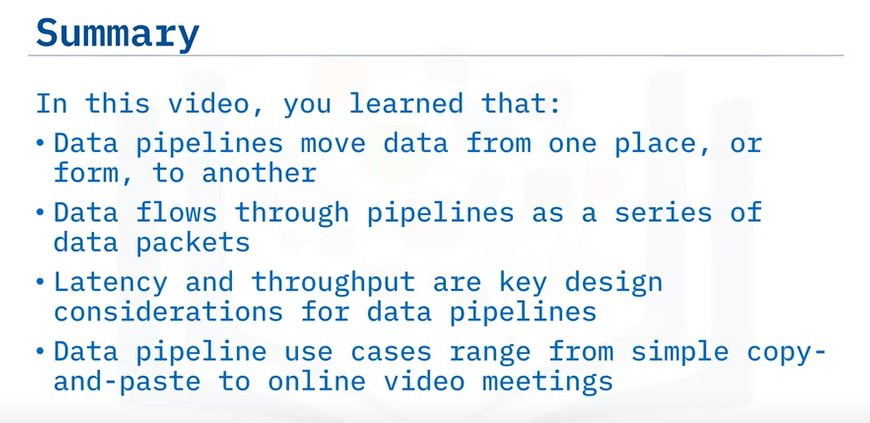 Summary
In this video, you learned that:
• Data pipelines move data from one place, or
form, to another
• Data flows through pipelines as a series of
data packets
• Latency and throughput are key design
considerations for data pipelines
• Data pipeline use cases range from simple copy-
and-paste to online video meetings